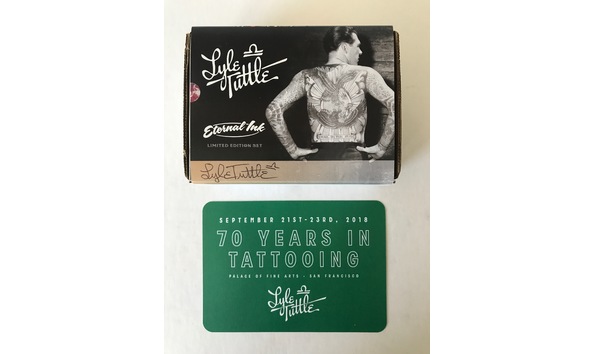 Lyle
Tuttle
Eternal Ink
LIMITED EDITION SET
Lyle Tuttle
SEPTEMBER 21ST-23RD, 2018
70 YEARS IN
TATTOOING
PALACE OF FINE ARTS - SAN FRANCISCO
Lyle
Tuttle